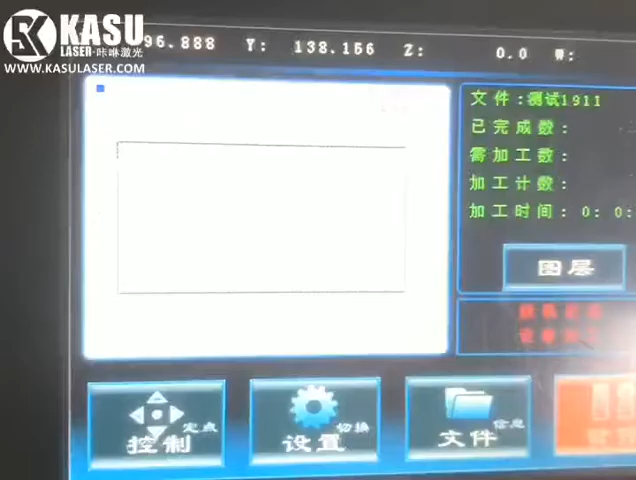 KASU
LASER·咔咻激光
WWW.KASULASER.COM
96.888 Y: 138.156 Z: 0.0 W:
文件:测试1911
已完成数:
需加工数:
加工计数:
加工时间: 0: 0:
图层
定点
控制
切换
设置
信息
文件